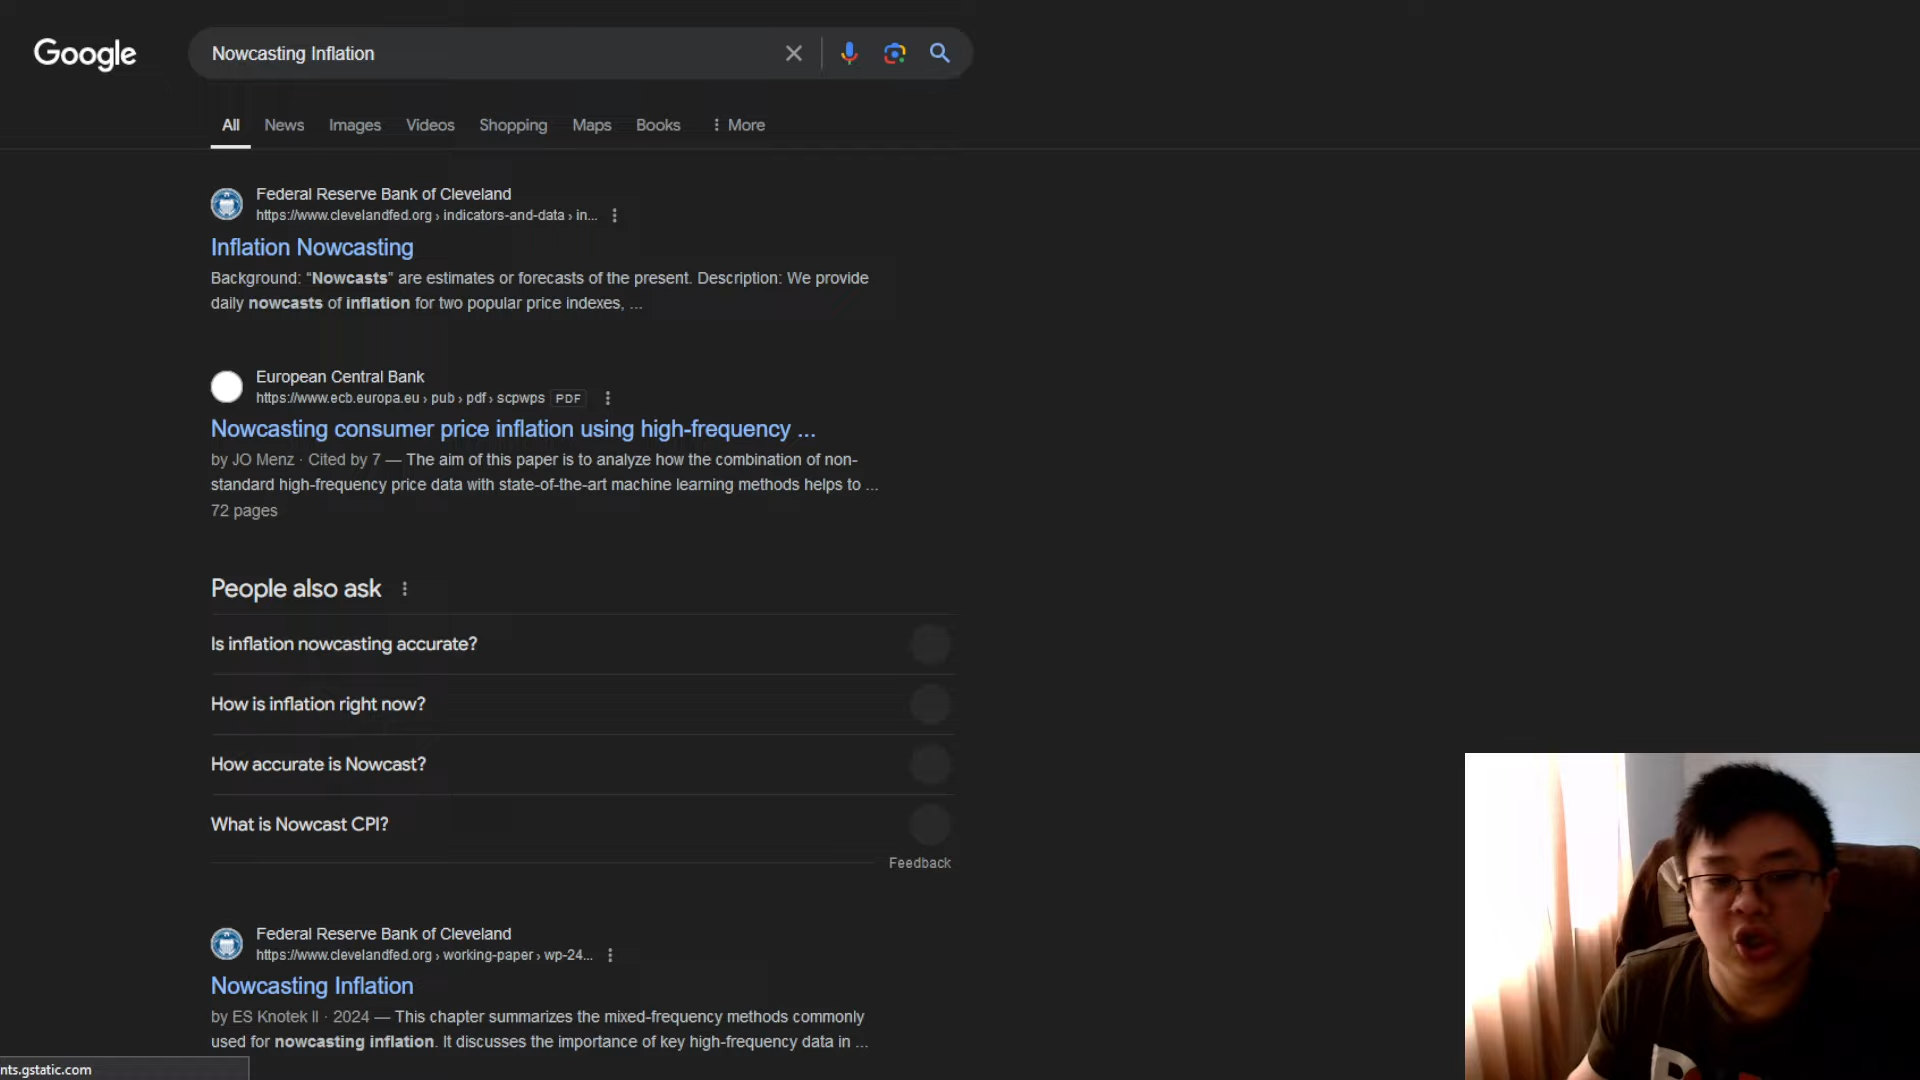 Google
Nowcasting Inflation
All News Images Videos Shopping Maps Books More
Federal Reserve Bank of Cleveland
https://www.clevelandfed.org › indicators-and-data › in...
Inflation Nowcasting
Background: “Nowcasts” are estimates or forecasts of the present. Description: We provide
daily nowcasts of inflation for two popular price indexes, ...
European Central Bank
https://www.ecb.europa.eu › pub › pdf › scpwps PDF
Nowcasting consumer price inflation using high-frequency ...
by JO Menz · Cited by 7 — The aim of this paper is to analyze how the combination of non-
standard high-frequency price data with state-of-the-art machine learning methods helps to ...
72 pages
People also ask
Is inflation nowcasting accurate?
How is inflation right now?
How accurate is Nowcast?
What is Nowcast CPI?
Feedback
Federal Reserve Bank of Cleveland
https://www.clevelandfed.org › working-paper › wp-24...
Nowcasting Inflation
by ES Knotek II · 2024 — This chapter summarizes the mixed-frequency methods commonly
used for nowcasting inflation. It discusses the importance of key high-frequency data in ...
nts.gstatic.com